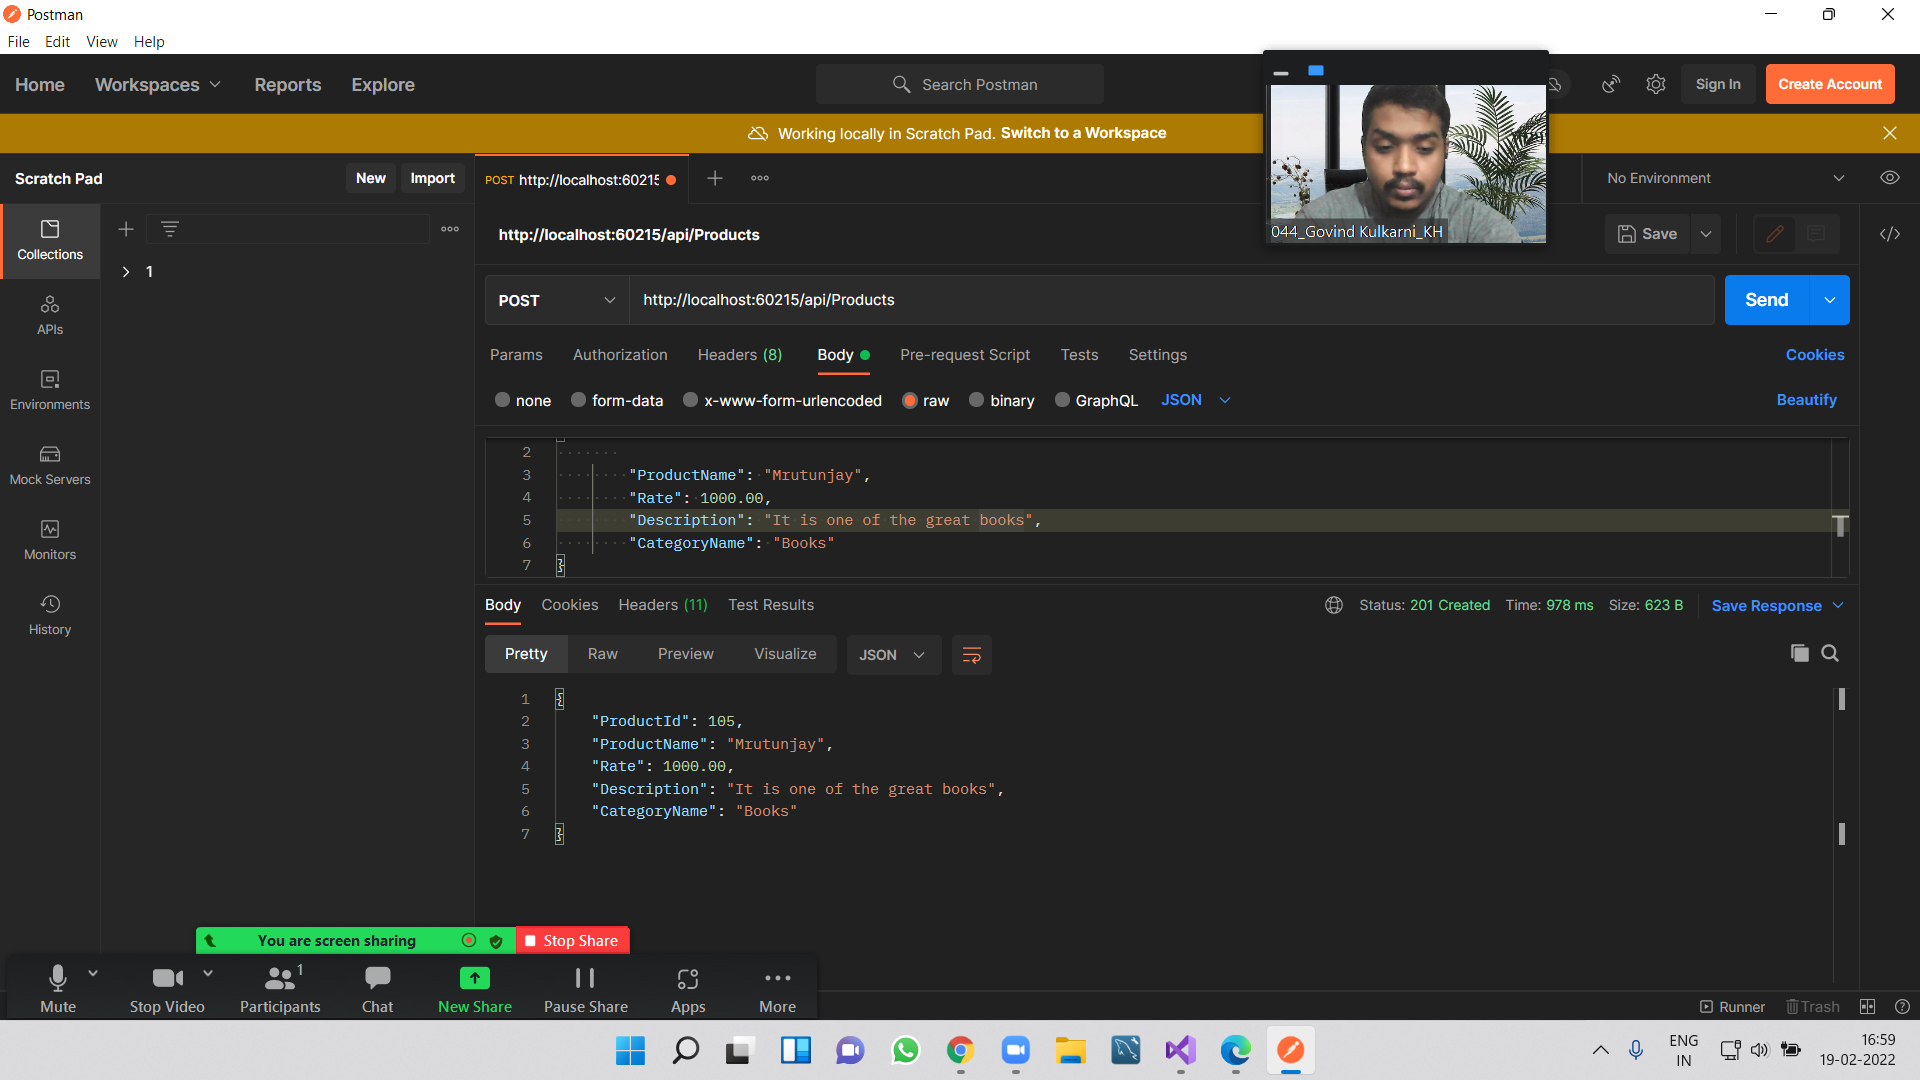 Postman
File Edit View Help
Home Workspaces Reports Explore
Search Postman
Sign In Create Account
Working locally in Scratch Pad. Switch to a Workspace
Scratch Pad New Import
POST http://localhost:6021
No Environment
Collections
1
APIs
Environments
Mock Servers
Monitors
History
http://localhost:60215/api/Products
044_Govind Kulkarni_KH
Save
POST http://localhost:60215/api/Products Send
Params Authorization Headers (8) Body Pre-request Script Tests Settings Cookies
none form-data x-www-form-urlencoded raw binary GraphQL JSON Beautify
2
3 "ProductName": "Mrutunjay",
4 "Rate": 1000.00,
5 "Description": "It is one of the great books",
6 "CategoryName": "Books"
7 }
Body Cookies Headers (11) Test Results Status: 201 Created Time: 978 ms Size: 623 B Save Response
Pretty Raw Preview Visualize JSON
1 {
2 "ProductId": 105,
3 "ProductName": "Mrutunjay",
4 "Rate": 1000.00,
5 "Description": "It is one of the great books",
6 "CategoryName": "Books"
7 }
You are screen sharing Stop Share
1
Mute Stop Video Participants Chat New Share Pause Share Apps More
Runner Trash
ENG
IN
16:59
19-02-2022